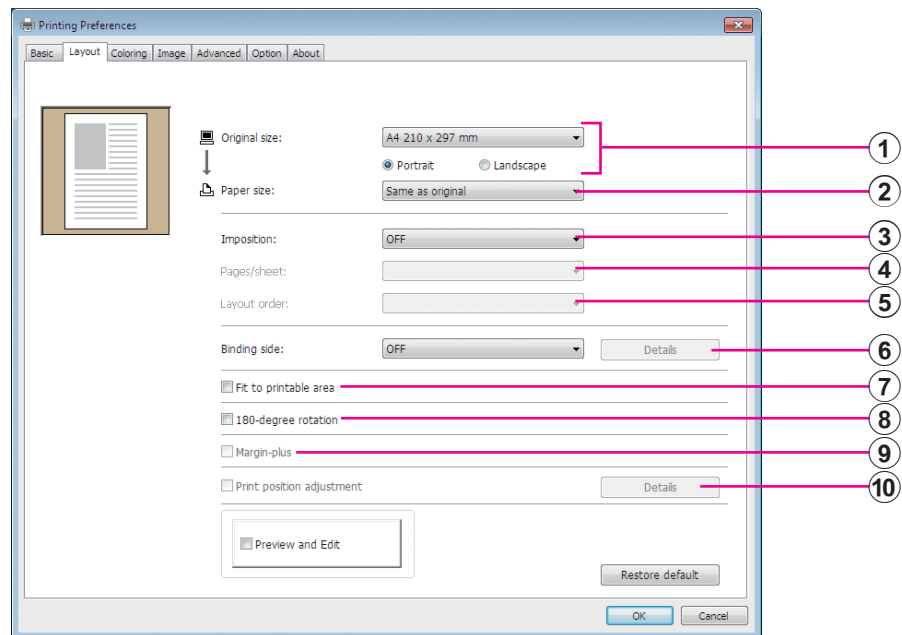 Printing Preferences
Basic Layout Coloring Image Advanced Option About
Original size: A4 210 x 297 mm 1
Portrait Landscape
Paper size: Same as original 2
Imposition: OFF 3
Pages/sheet: 4
Layout order: 5
Binding side: OFF Details 6
Fit to printable area 7
180-degree rotation 8
Margin-plus 9
Print position adjustment Details 10
Preview and Edit
Restore default
OK Cancel